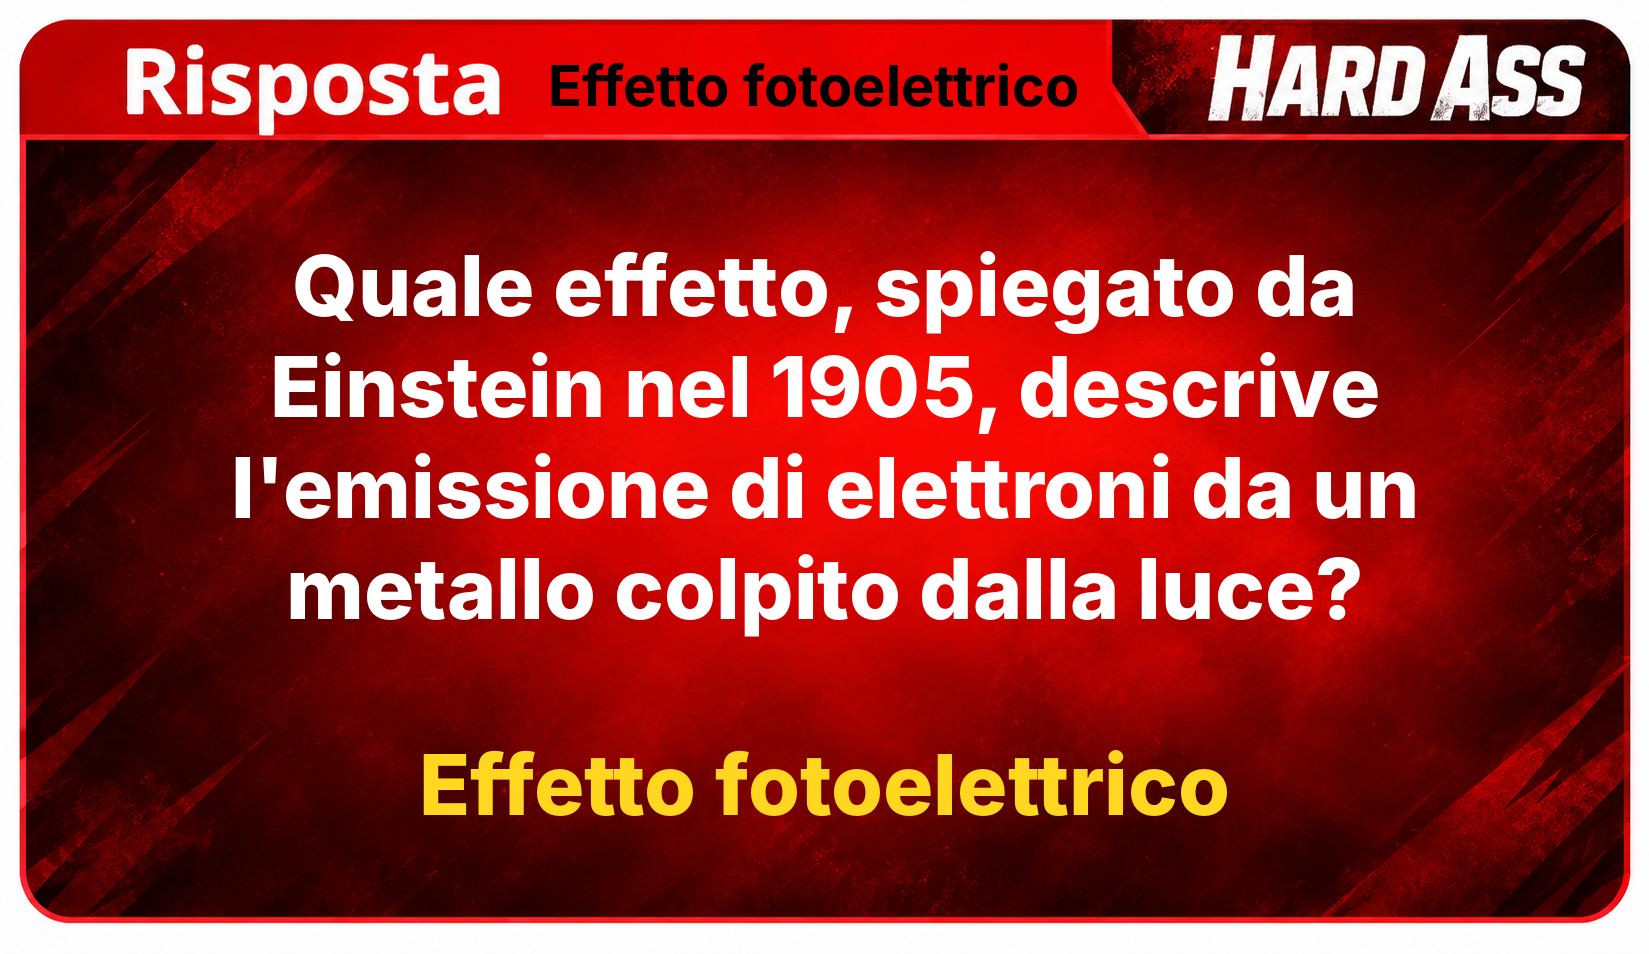 Risposta Effetto fotoelettrico HARD ASS
Quale effetto, spiegato da
Einstein nel 1905, descrive
l'emissione di elettroni da un
metallo colpito dalla luce?
Effetto fotoelettrico